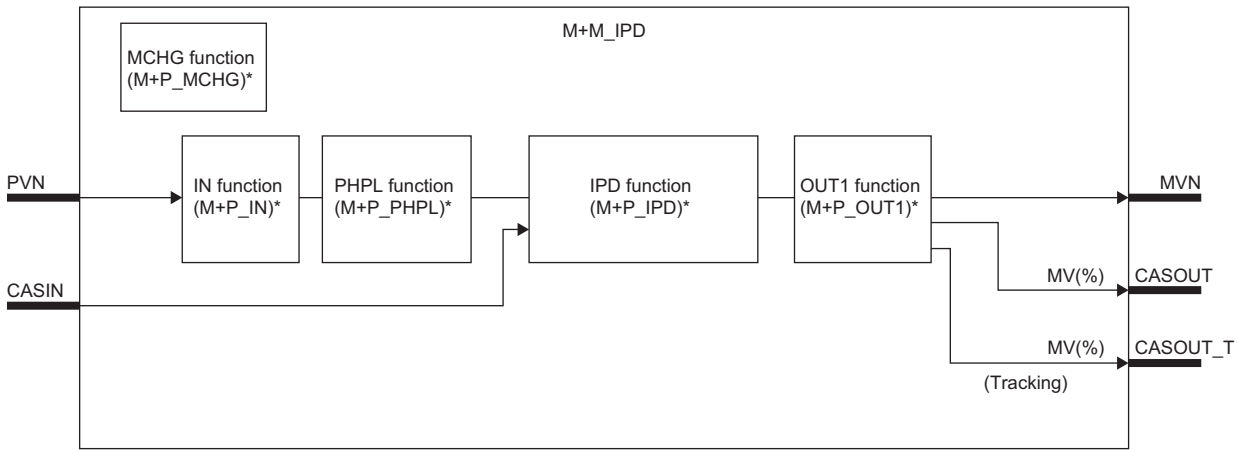 M+M_IPD
MCHG function
(M+P_MCHG)*
PVN
IN function
(M+P_IN)*
PHPL function
(M+P_PHPL)*
IPD function
(M+P_IPD)*
OUT1 function
(M+P_OUT1)*
MVN
CASIN
MV(%)
CASOUT
MV(%)
CASOUT_T
(Tracking)